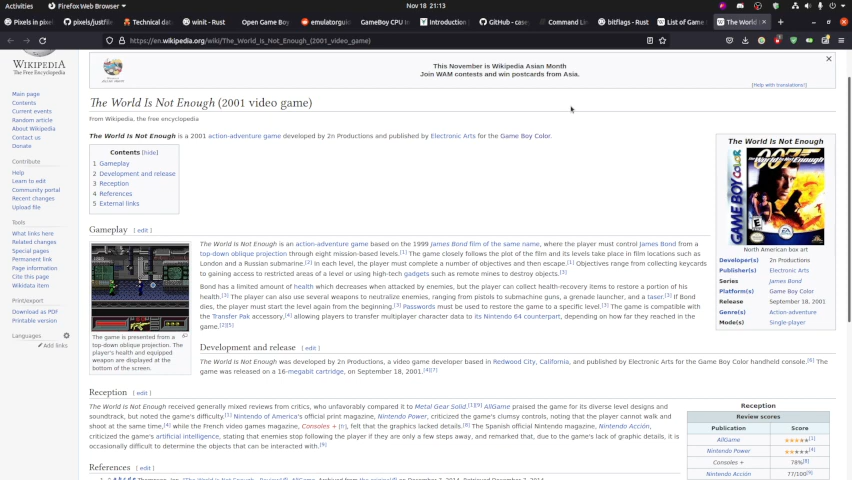 Activities
Firefox Web Browser
Nov 18 21:13
Pixels in pixel
pixels/justfile
Technical data
winit - Rust
Open Game Boy
emulatorguide
GameBoy CPU
Introduction
GitHub - case
Command Lin
bitflags - Rust
List of Game
The World Is
https://en.wikipedia.org/wiki/The_World_Is_Not_Enough_(2001_video_game)
WIKIPEDIA
The Free Encyclopedia
This November is Wikipedia Asian Month
Join WAM contests and win postcards from Asia.
[Help with translations!]
Main page
Contents
Current events
Random article
About Wikipedia
Contact us
Donate
Contribute
Help
Learn to edit
Community portal
Recent changes
Upload file
Tools
What links here
Related changes
Special pages
Permanent link
Page information
Cite this page
Wikidata item
Print/export
Download as PDF
Printable version
Languages
Add links
The World Is Not Enough (2001 video game)
From Wikipedia, the free encyclopedia
The World Is Not Enough is a 2001 action-adventure game developed by 2n Productions and published by Electronic Arts for the Game Boy Color.
Contents [hide]
1 Gameplay
2 Development and release
3 Reception
4 References
5 External links
Gameplay [ edit ]
The game is presented from a
top-down oblique projection. The
player's health and equipped
weapon are displayed at the
bottom of the screen.
The World Is Not Enough is an action-adventure game based on the 1999 James Bond film of the same name, where the player must control James Bond from a
top-down oblique projection through eight mission-based levels.[1] The game closely follows the plot of the film and its levels take place in film locations such as
London and a Russian submarine.[2] In each level, the player must complete a number of objectives before reaching the end.[1] Objectives range from collecting keycards
to gaining access to restricted areas of a level or using high-tech gadgets such as remote mines to destroy objects.[3]
Bond has a limited amount of health which decreases when attacked by enemies, but the player can collect health-recovery items to restore a portion of his
health.[3] The player can also use several weapons to neutralize enemies, ranging from pistols to submachine guns, a grenade launcher, and a laser.[3] If Bond
dies, the player must start the level again from the beginning.[3] Passwords must be used to restore the game to a specific level.[3] The game is compatible with
the Transfer Pak accessory,[4] allowing players to transfer multiplayer character data to its Nintendo 64 counterpart, depending on how far they reached in the
game.[2][5]
Development and release [ edit ]
The World Is Not Enough was developed by 2n Productions, a video game developer based in Redwood City, California, and published by Electronic Arts for the Game Boy Color handheld console.[6] The
game was released on a 16-megabit cartridge, on September 18, 2001.[4][7]
Reception [ edit ]
The World Is Not Enough received generally mixed reviews from critics, who unfavorably compared it to Metal Gear Solid.[1][9] AllGame praised the game for its diverse level designs and
soundtrack, but noted the game's difficulty.[1] Nintendo of America's official print magazine, Nintendo Power, criticized the game's clumsy controls, noting that the player cannot walk and
shoot at the same time,[4] while the French video games magazine, Consoles + (fr), felt that the graphics lacked details.[8] The Spanish official Nintendo magazine, Nintendo Acción,
criticized the game's artificial intelligence, stating that enemies stop following the player if they are only a few steps away, and remarked that, due to the game's lack of graphic details, it is
occasionally difficult to determine the objects that can be interacted with.[9]
References [ edit ]
The World Is Not Enough
GAME BOY COLOR
007
North American box art
Developer(s) 2n Productions
Publisher(s) Electronic Arts
Series James Bond
Platform(s) Game Boy Color
Release September 18, 2001
Genre(s) Action-adventure
Mode(s) Single-player
Reception
Review scores
Publication Score
AllGame [1]
Nintendo Power [4]
Consoles + 78%[8]
Nintendo Acción 77/100[9]